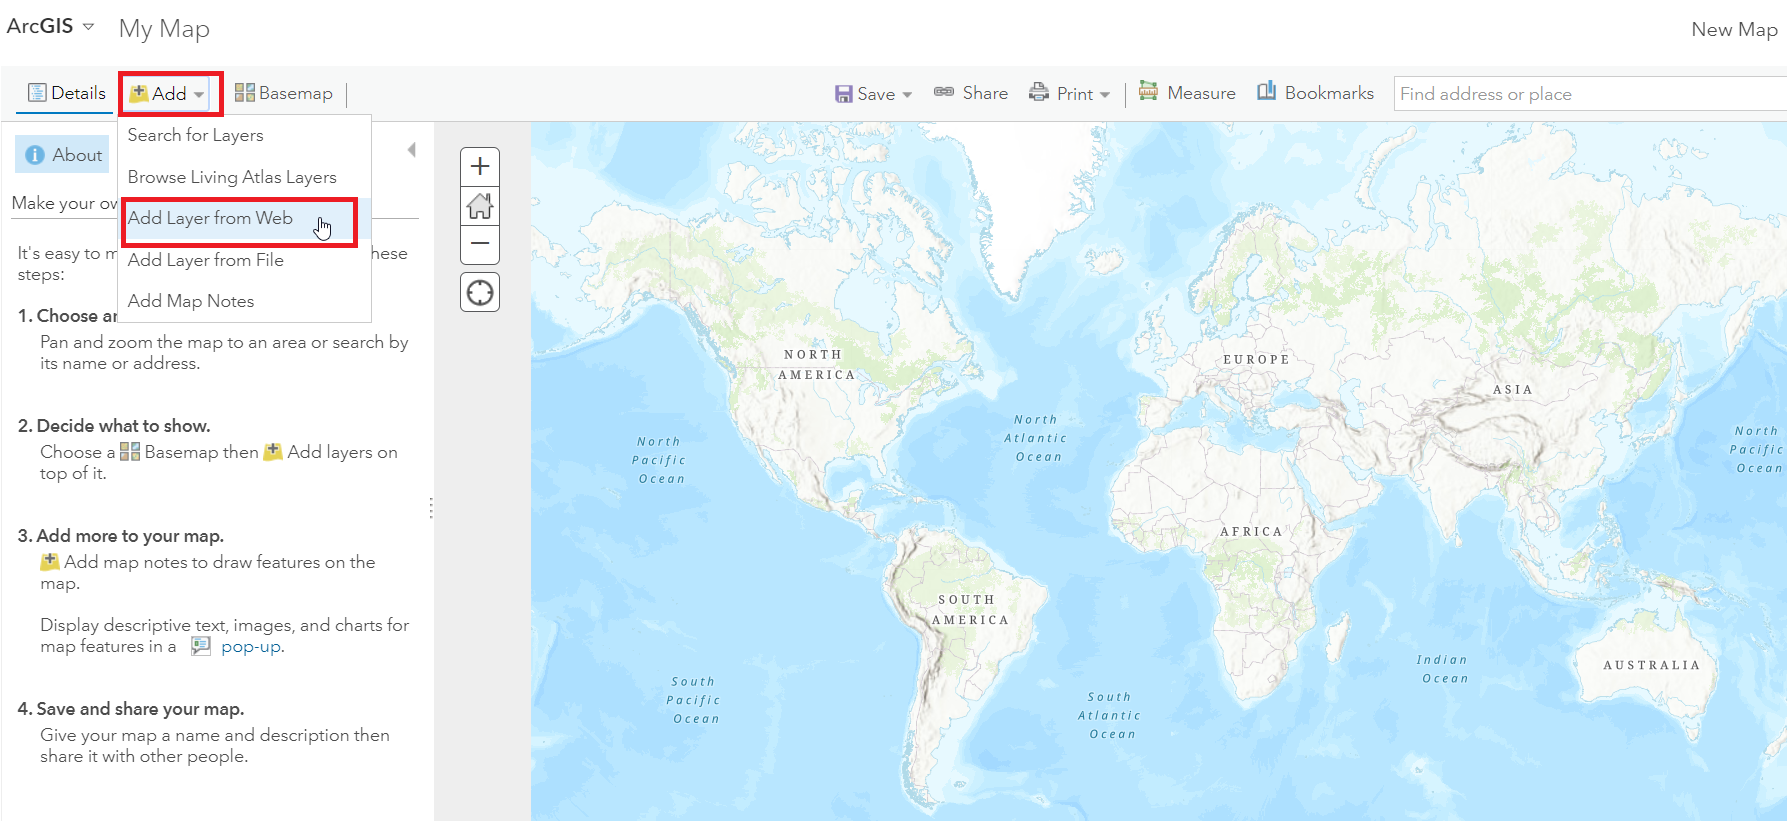 ArcGIS My Map New Map
Details Add Basemap Save Share Print Measure Bookmarks Find address or place
Search for Layers
Browse Living Atlas Layers
Add Layer from Web
Add Layer from File
Add Map Notes
About
Make your ow
It's easy to m hese
steps:
1. Choose an
Pan and zoom the map to an area or search by
its name or address.
2. Decide what to show.
Choose a Basemap then Add layers on
top of it.
3. Add more to your map.
Add map notes to draw features on the
map.
Display descriptive text, images, and charts for
map features in a pop-up.
4. Save and share your map.
Give your map a name and description then
share it with other people.
NORTH
AMERICA
EUROPE
ASIA
North
Atlantic
Ocean
North
Pacific
Ocean
North
Pacific
Ocean
AFRICA
SOUTH
AMERICA
Indian
Ocean
AUSTRALIA
South
Pacific
Ocean
South
Atlantic
Ocean